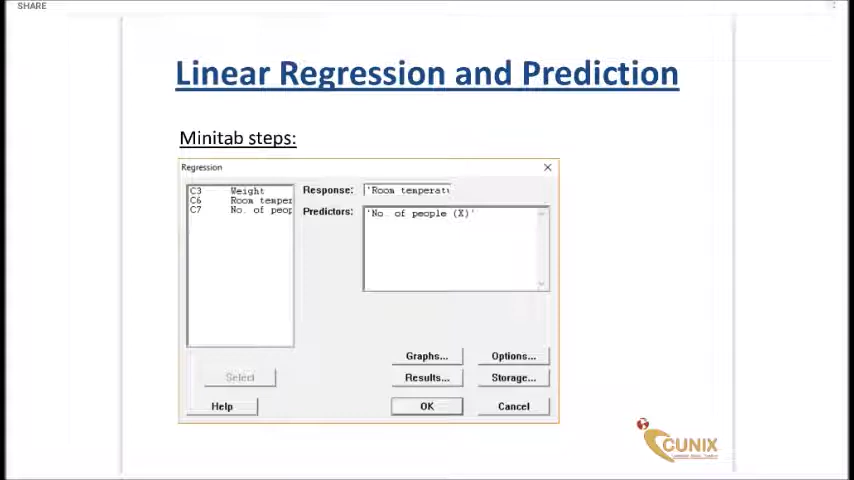 SHARE
Linear Regression and Prediction
Minitab steps:
Regression
C3 Weight
C6 Room temper
C7 No. of peop
Response: 'Room temperatu
Predictors: 'No. of people (X)'
Graphs... Options...
Select Results... Storage...
Help OK Cancel
CUNIX